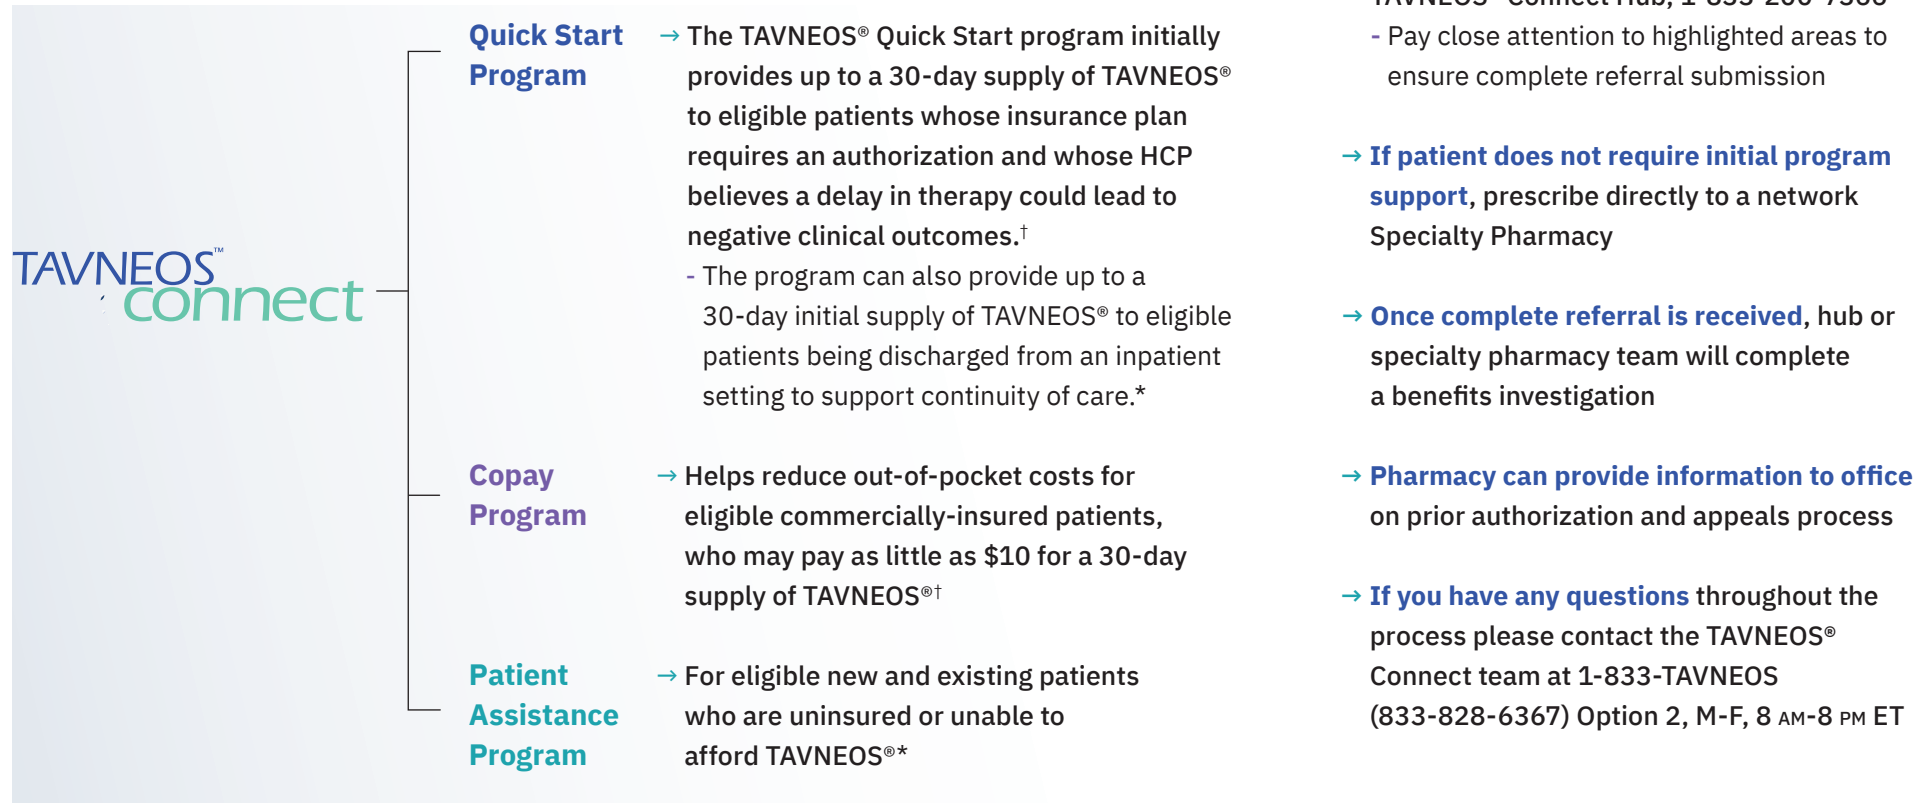 TAVNEOS™
connect
Quick Start
Program
→ The TAVNEOS® Quick Start program initially
provides up to a 30-day supply of TAVNEOS®
to eligible patients whose insurance plan
requires an authorization and whose HCP
believes a delay in therapy could lead to
negative clinical outcomes.†
- The program can also provide up to a
30-day initial supply of TAVNEOS® to eligible
patients being discharged from an inpatient
setting to support continuity of care.*
Copay
Program
→ Helps reduce out-of-pocket costs for
eligible commercially-insured patients,
who may pay as little as $10 for a 30-day
supply of TAVNEOS®†
Patient
Assistance
Program
→ For eligible new and existing patients
who are uninsured or unable to
afford TAVNEOS®*
TAVNEOS® Connect Hub, 1-833-200-7366
- Pay close attention to highlighted areas to
ensure complete referral submission
→ If patient does not require initial program
support, prescribe directly to a network
Specialty Pharmacy
→ Once complete referral is received, hub or
specialty pharmacy team will complete
a benefits investigation
→ Pharmacy can provide information to office
on prior authorization and appeals process
→ If you have any questions throughout the
process please contact the TAVNEOS®
Connect team at 1-833-TAVNEOS
(833-828-6367) Option 2, M-F, 8 AM-8 PM ET